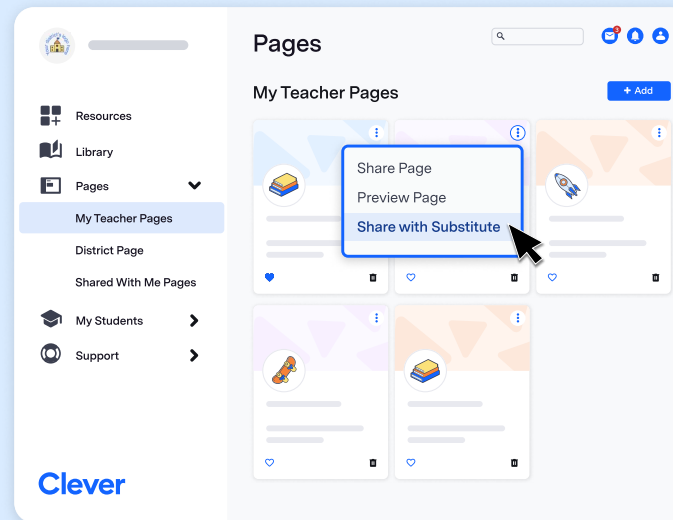 Pages
3
My Teacher Pages
+ Add
Resources
Library
Pages
My Teacher Pages
District Page
Shared With Me Pages
My Students
Support
Share Page
Preview Page
Share with Substitute
Clever